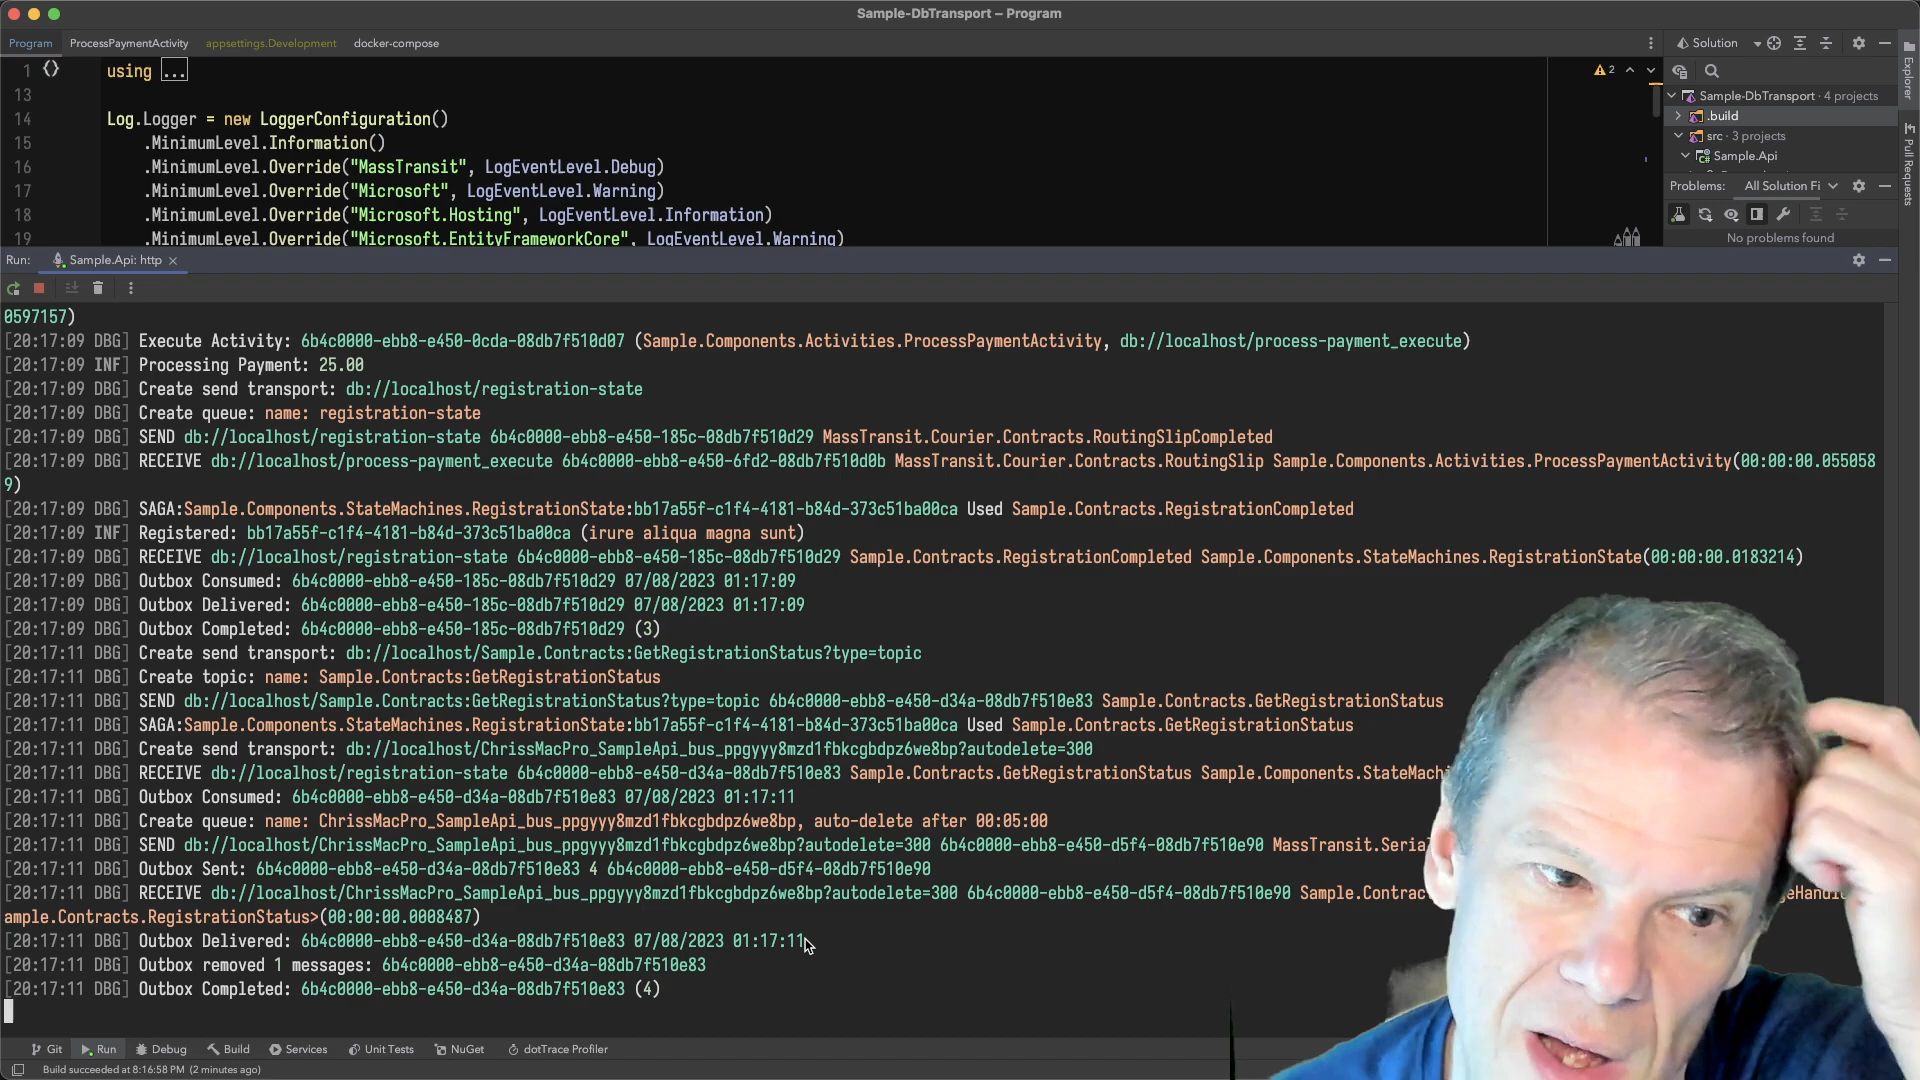 Sample-DbTransport – Program
Program ProcessPaymentActivity appsettings.Development docker-compose
Solution
1 using ...
2
13
14 Log.Logger = new LoggerConfiguration()
15 .MinimumLevel.Information()
16 .MinimumLevel.Override("MassTransit", LogEventLevel.Debug)
17 .MinimumLevel.Override("Microsoft", LogEventLevel.Warning)
18 .MinimumLevel.Override("Microsoft.Hosting", LogEventLevel.Information)
19 .MinimumLevel.Override("Microsoft.EntityFrameworkCore", LogEventLevel.Warning)
Sample-DbTransport · 4 projects
.build
src · 3 projects
Sample.Api
Problems: All Solution Fi
No problems found
Explorer
Pull Requests
Run: Sample.Api: http
0597157)
[20:17:09 DBG] Execute Activity: 6b4c0000-ebb8-e450-0cda-08db7f510d07 (Sample.Components.Activities.ProcessPaymentActivity, db://localhost/process-payment_execute)
[20:17:09 INF] Processing Payment: 25.00
[20:17:09 DBG] Create send transport: db://localhost/registration-state
[20:17:09 DBG] Create queue: name: registration-state
[20:17:09 DBG] SEND db://localhost/registration-state 6b4c0000-ebb8-e450-185c-08db7f510d29 MassTransit.Courier.Contracts.RoutingSlipCompleted
[20:17:09 DBG] RECEIVE db://localhost/process-payment_execute 6b4c0000-ebb8-e450-6fd2-08db7f510d0b MassTransit.Courier.Contracts.RoutingSlip Sample.Components.Activities.ProcessPaymentActivity(00:00:00.055058
9)
[20:17:09 DBG] SAGA:Sample.Components.StateMachines.RegistrationState:bb17a55f-c1f4-4181-b84d-373c51ba00ca Used Sample.Contracts.RegistrationCompleted
[20:17:09 INF] Registered: bb17a55f-c1f4-4181-b84d-373c51ba00ca (irure aliqua magna sunt)
[20:17:09 DBG] RECEIVE db://localhost/registration-state 6b4c0000-ebb8-e450-185c-08db7f510d29 Sample.Contracts.RegistrationCompleted Sample.Components.StateMachines.RegistrationState(00:00:00.0183214)
[20:17:09 DBG] Outbox Consumed: 6b4c0000-ebb8-e450-185c-08db7f510d29 07/08/2023 01:17:09
[20:17:09 DBG] Outbox Delivered: 6b4c0000-ebb8-e450-185c-08db7f510d29 07/08/2023 01:17:09
[20:17:09 DBG] Outbox Completed: 6b4c0000-ebb8-e450-185c-08db7f510d29 (3)
[20:17:11 DBG] Create send transport: db://localhost/Sample.Contracts:GetRegistrationStatus?type=topic
[20:17:11 DBG] Create topic: name: Sample.Contracts:GetRegistrationStatus
[20:17:11 DBG] SEND db://localhost/Sample.Contracts:GetRegistrationStatus?type=topic 6b4c0000-ebb8-e450-d34a-08db7f510e83 Sample.Contracts.GetRegistrationStatus
[20:17:11 DBG] SAGA:Sample.Components.StateMachines.RegistrationState:bb17a55f-c1f4-4181-b84d-373c51ba00ca Used Sample.Contracts.GetRegistrationStatus
[20:17:11 DBG] Create send transport: db://localhost/ChrissMacPro_SampleApi_bus_ppgyyy8mzd1fbkcgbdpz6we8bp?autodelete=300
[20:17:11 DBG] RECEIVE db://localhost/registration-state 6b4c0000-ebb8-e450-d34a-08db7f510e83 Sample.Contracts.GetRegistrationStatus Sample.Components.StateMachi
[20:17:11 DBG] Outbox Consumed: 6b4c0000-ebb8-e450-d34a-08db7f510e83 07/08/2023 01:17:11
[20:17:11 DBG] Create queue: name: ChrissMacPro_SampleApi_bus_ppgyyy8mzd1fbkcgbdpz6we8bp, auto-delete after 00:05:00
[20:17:11 DBG] SEND db://localhost/ChrissMacPro_SampleApi_bus_ppgyyy8mzd1fbkcgbdpz6we8bp?autodelete=300 6b4c0000-ebb8-e450-d5f4-08db7f510e90 MassTransit.Seria
[20:17:11 DBG] Outbox Sent: 6b4c0000-ebb8-e450-d34a-08db7f510e83 4 6b4c0000-ebb8-e450-d5f4-08db7f510e90
[20:17:11 DBG] RECEIVE db://localhost/ChrissMacPro_SampleApi_bus_ppgyyy8mzd1fbkcgbdpz6we8bp?autodelete=300 6b4c0000-ebb8-e450-d5f4-08db7f510e90 Sample.Contrac
ample.Contracts.RegistrationStatus>(00:00:00.0008487)
[20:17:11 DBG] Outbox Delivered: 6b4c0000-ebb8-e450-d34a-08db7f510e83 07/08/2023 01:17:11
[20:17:11 DBG] Outbox removed 1 messages: 6b4c0000-ebb8-e450-d34a-08db7f510e83
[20:17:11 DBG] Outbox Completed: 6b4c0000-ebb8-e450-d34a-08db7f510e83 (4)
Git Run Debug Build Services Unit Tests NuGet dotTrace Profiler
Build succeeded at 8:16:58 PM (2 minutes ago)